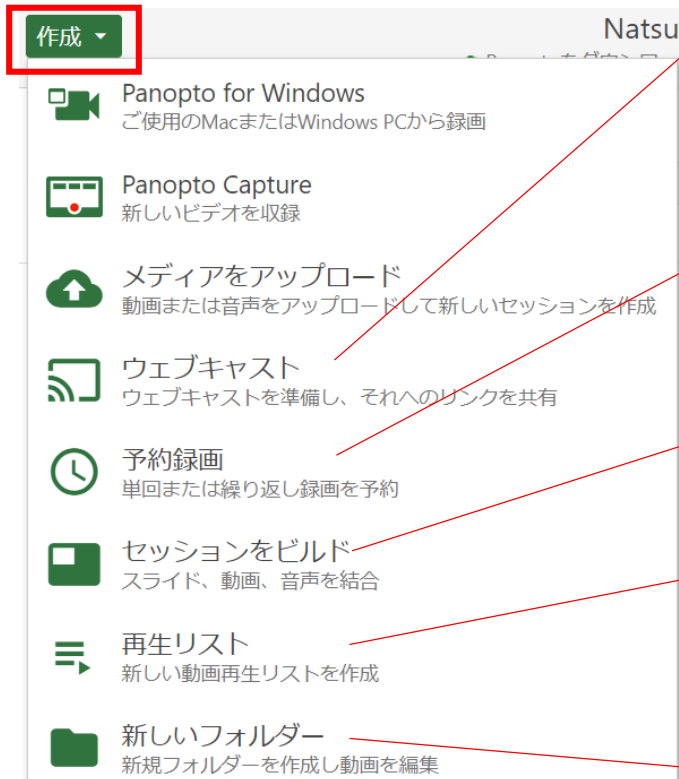 作成
Natsu
Panopto for Windows
ご使用のMacまたはWindows PCから録画
Panopto Capture
新しいビデオを収録
メディアをアップロード
動画または音声をアップロードして新しいセッションを作成
ウェブキャスト
ウェブキャストを準備し、それへのリンクを共有
予約録画
単回または繰り返し録画を予約
セッションをビルド
スライド、動画、音声を結合
再生リスト
新しい動画再生リストを作成
新しいフォルダー
新規フォルダーを作成し動画を編集